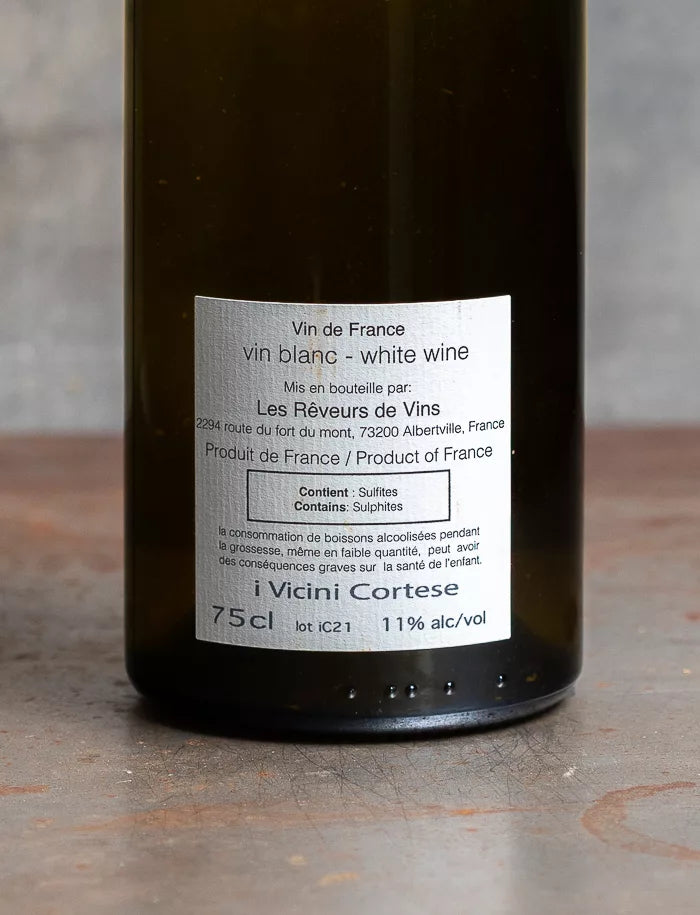 Vin de France
vin blanc - white wine
Mis en bouteille par:
Les Rêveurs de Vins
2294 route du fort du mont, 73200 Albertville, France
Produit de France / Product of France
Contient : Sulfites
Contains: Sulphites
la consommation de boissons alcoolisées pendant
la grossesse, même en faible quantité, peut avoir
des conséquences graves sur la santé de l'enfant.
i Vicini Cortese
75cl lot iC21 11% alc/vol